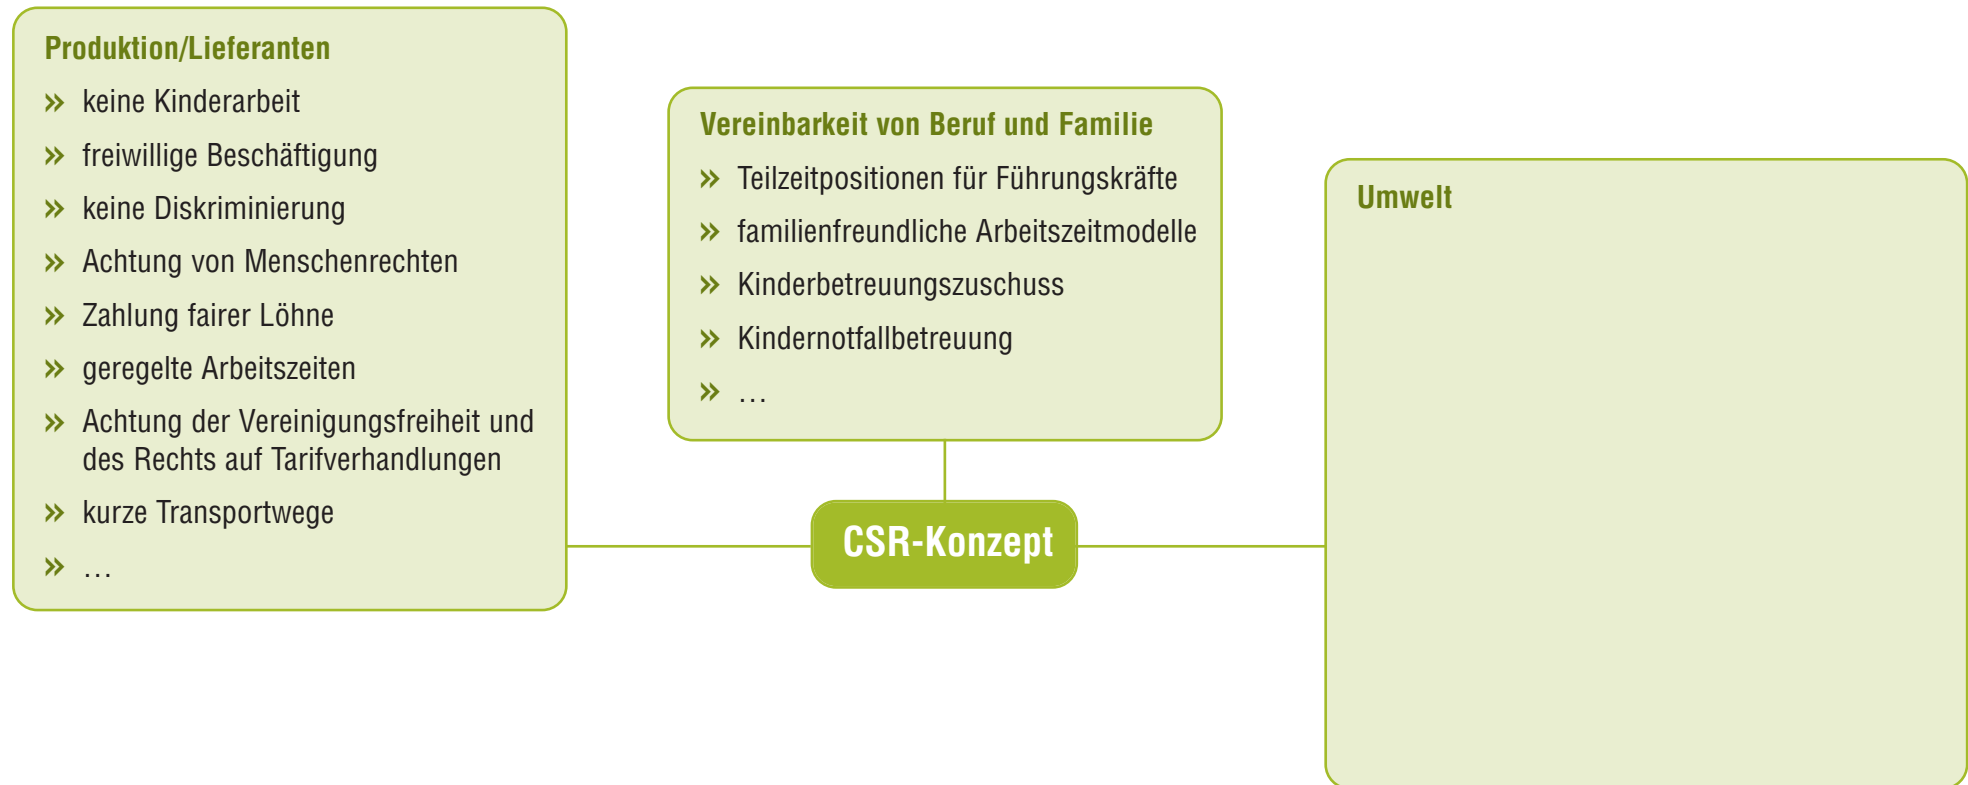 Produktion/Lieferanten
» keine Kinderarbeit
» freiwillige Beschäftigung
» keine Diskriminierung
» Achtung von Menschenrechten
» Zahlung fairer Löhne
» geregelte Arbeitszeiten
» Achtung der Vereinigungsfreiheit und
des Rechts auf Tarifverhandlungen
» kurze Transportwege
» …
Vereinbarkeit von Beruf und Familie
» Teilzeitpositionen für Führungskräfte
» familienfreundliche Arbeitszeitmodelle
» Kinderbetreuungszuschuss
» Kindernotfallbetreuung
» …
Umwelt
CSR-Konzept